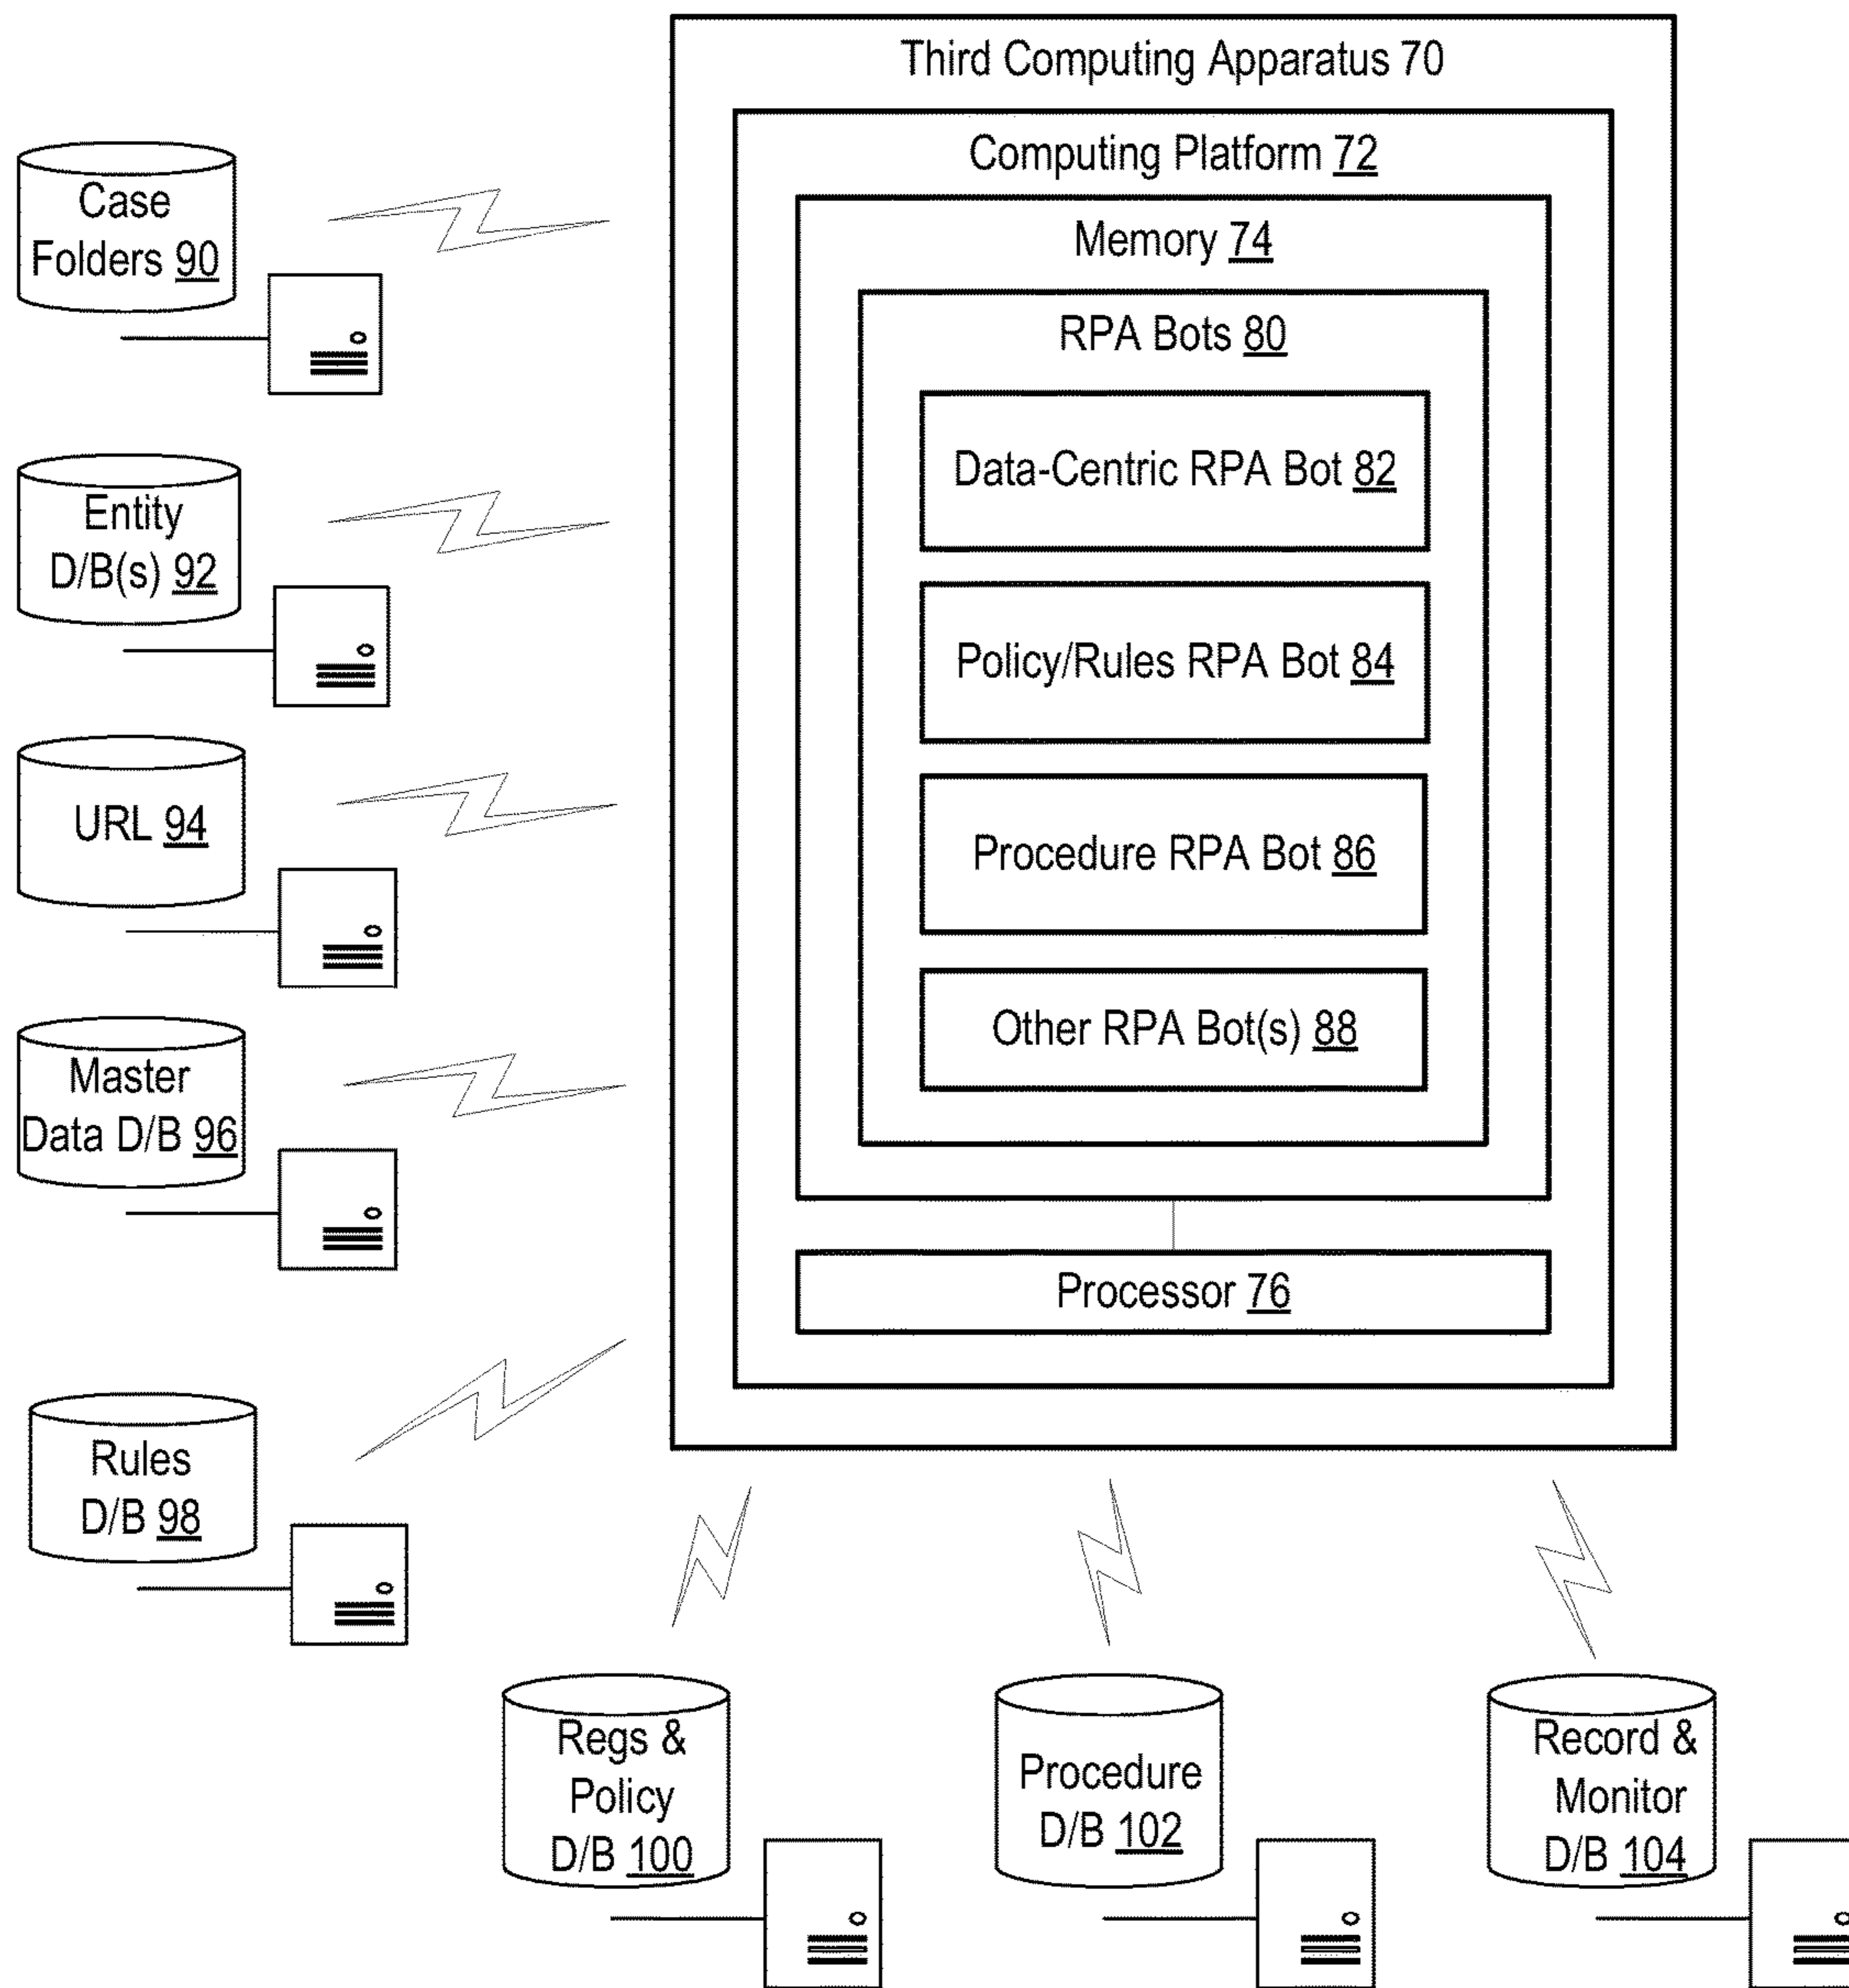 Third Computing Apparatus 70
Computing Platform 72
Memory 74
RPA Bots 80
Data-Centric RPA Bot 82
Policy/Rules RPA Bot 84
Procedure RPA Bot 86
Other RPA Bot(s) 88
Processor 76
Case
Folders 90
Entity
D/B(s) 92
URL 94
Master
Data D/B 96
Rules
D/B 98
Regs &
Policy
D/B 100
Procedure
D/B 102
Record &
Monitor
D/B 104